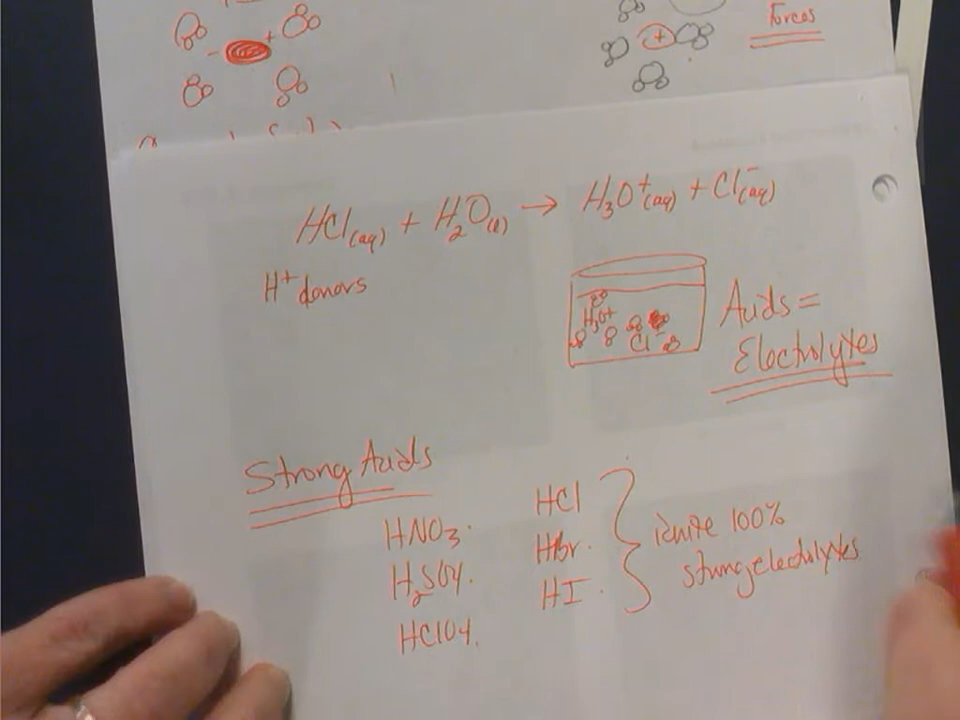 - +
+ Forces
HCl(aq) + H₂O(l) → H₃O⁺(aq) + Cl⁻(aq)
H⁺ donors
H₃O+
Cl⁻
Acids =
Electrolytes
Strong Acids
HNO₃.
H₂SO₄.
HClO₄.
HCl
HBr.
HI.
ionize 100%
strong electrolytes